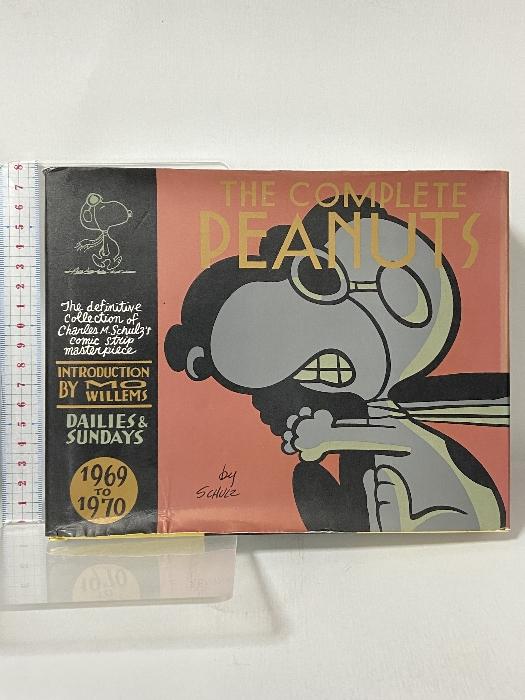 THE COMPLETE
PEANUTS
The definitive
collection of
Charles M. Schulz's
comic strip
masterpiece
INTRODUCTION
BY MO
WILLEMS
DAILIES &
SUNDAYS
1969
TO
1970
by
SCHULZ